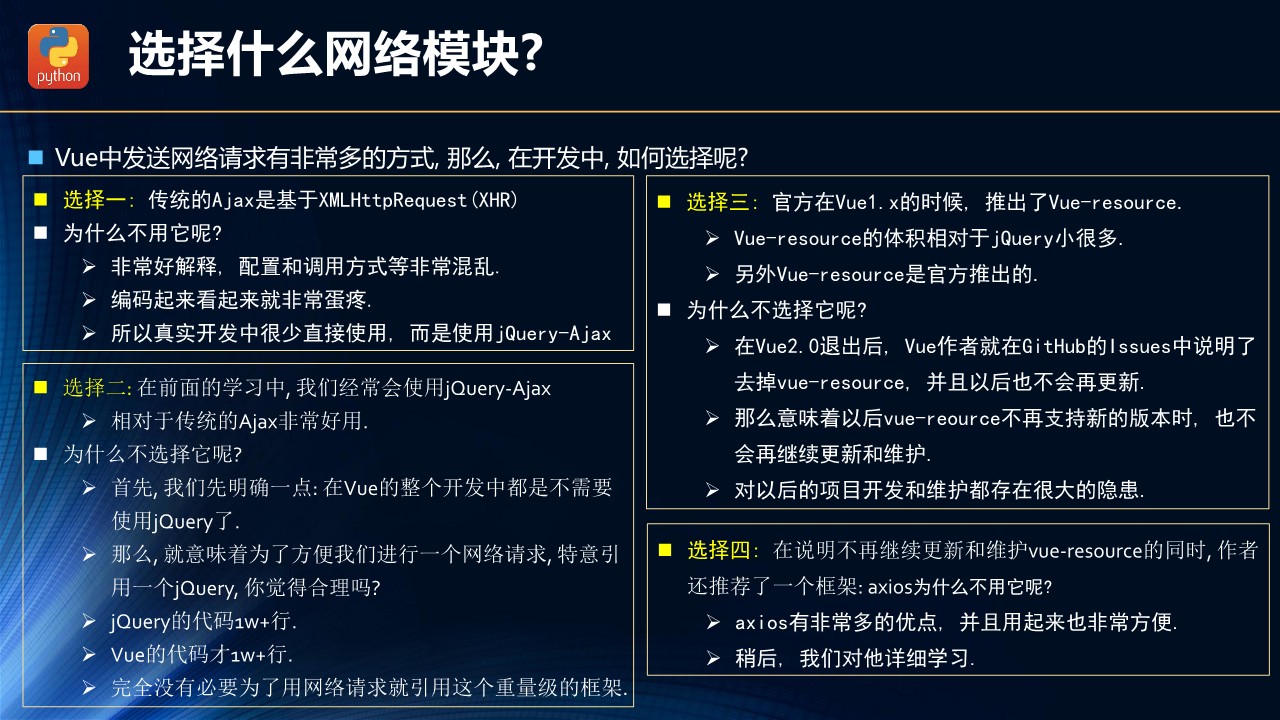 python
选择什么网络模块?
Vue中发送网络请求有非常多的方式, 那么, 在开发中, 如何选择呢?
选择一：传统的Ajax是基于XMLHttpRequest(XHR)
为什么不用它呢?
非常好解释, 配置和调用方式等非常混乱.
编码起来看起来就非常蛋疼.
所以真实开发中很少直接使用, 而是使用jQuery-Ajax
选择二: 在前面的学习中, 我们经常会使用jQuery-Ajax
相对于传统的Ajax非常好用.
为什么不选择它呢?
首先, 我们先明确一点: 在Vue的整个开发中都是不需要
使用jQuery了.
那么, 就意味着为了方便我们进行一个网络请求, 特意引
用一个jQuery, 你觉得合理吗?
jQuery的代码1w+行.
Vue的代码才1w+行.
完全没有必要为了用网络请求就引用这个重量级的框架.
选择三：官方在Vue1.x的时候, 推出了Vue-resource.
Vue-resource的体积相对于jQuery小很多.
另外Vue-resource是官方推出的.
为什么不选择它呢?
在Vue2.0退出后, Vue作者就在GitHub的Issues中说明了
去掉vue-resource, 并且以后也不会再更新.
那么意味着以后vue-reource不再支持新的版本时, 也不
会再继续更新和维护.
对以后的项目开发和维护都存在很大的隐患.
选择四：在说明不再继续更新和维护vue-resource的同时, 作者
还推荐了一个框架: axios为什么不用它呢?
axios有非常多的优点, 并且用起来也非常方便.
稍后, 我们对他详细学习.